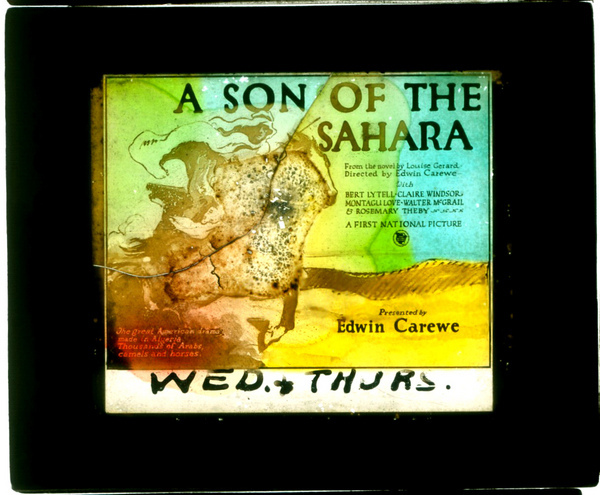 A SON OF THE
SAHARA
From the novel by Louise Gerard
Directed by Edwin Carewe
With
BERT LYTELL-CLAIRE WINDSOR
MONTAGU LOVE-WALTER McGRAIL
& ROSEMARY THEBY
A FIRST NATIONAL PICTURE
Presented by
Edwin Carewe
The great American drama
made in Algeria
Thousands of Arabs,
camels and horses.
WED. & THURS.